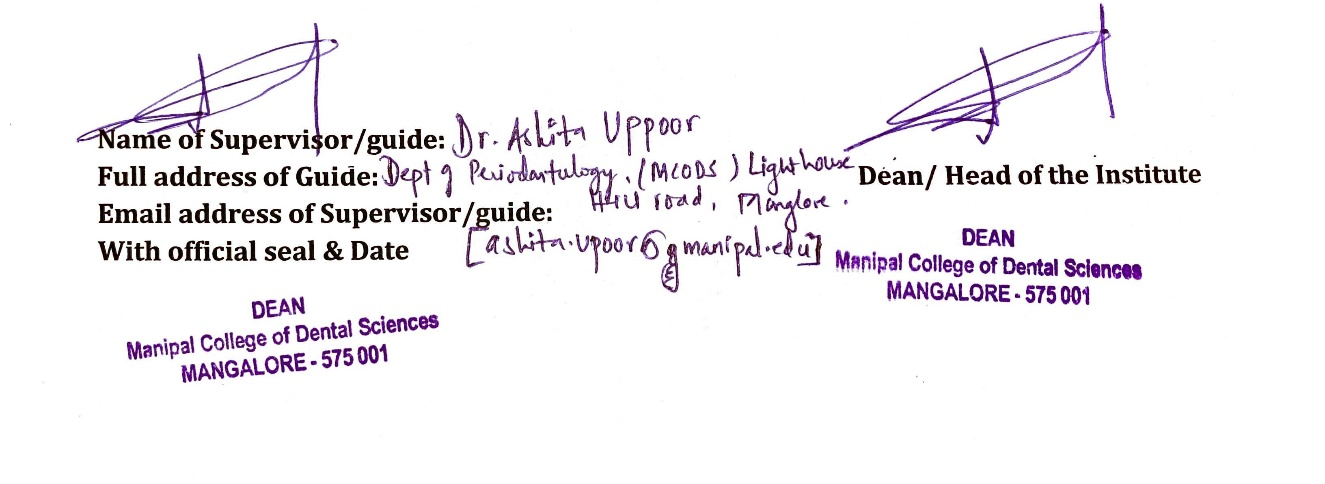 Name of Supervisor/guide: Dr. Ashita Uppoor
Full address of Guide: Dept of Periodontology, (MCODS) Lighthouse
Hill road, Manglore.
Dean/ Head of the Institute
Email address of Supervisor/guide:
[ashita.upoor@manipal.edu]
With official seal & Date
DEAN
Manipal College of Dental Sciences
MANGALORE - 575 001
DEAN
Manipal College of Dental Sciences
MANGALORE - 575 001